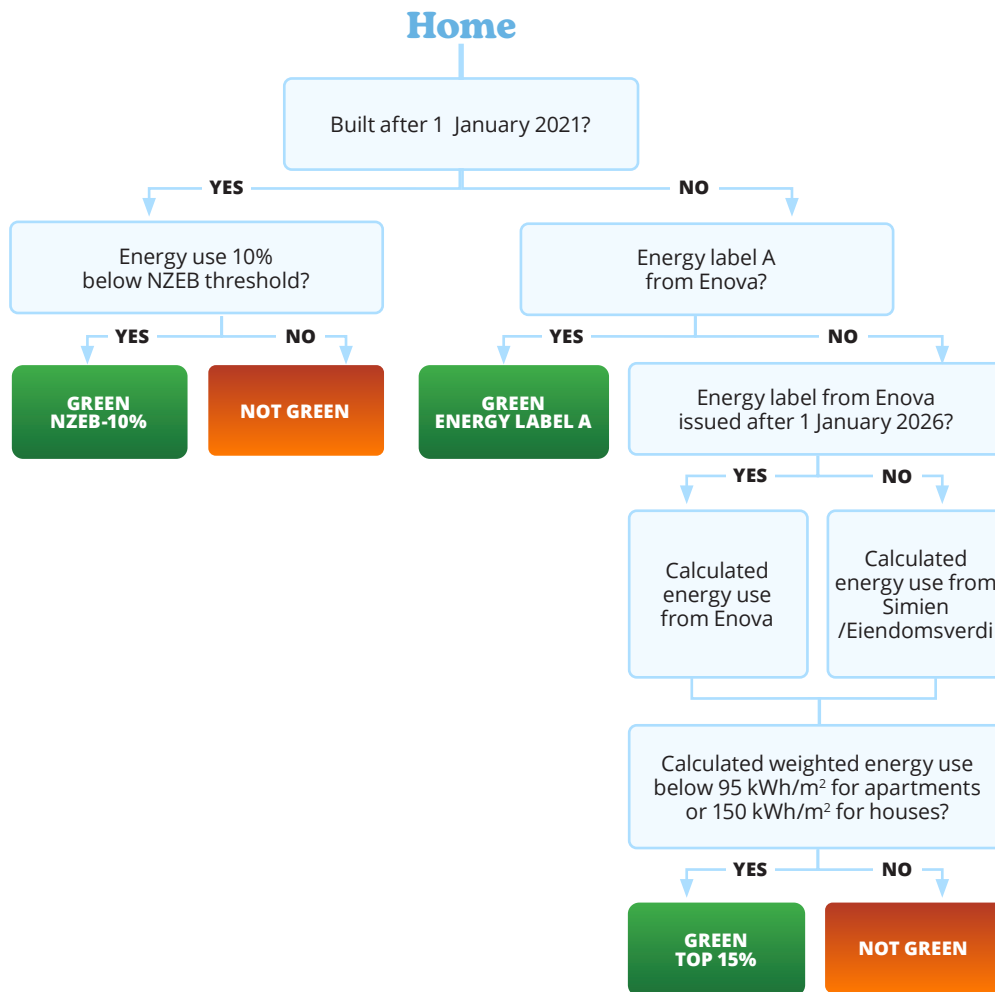 Home
Built after 1 January 2021?
YES
NO
Energy use 10%
below NZEB threshold?
Energy label A
from Enova?
YES
NO
YES
NO
GREEN
NZEB-10%
NOT GREEN
GREEN
ENERGY LABEL A
Energy label from Enova
issued after 1 January 2026?
YES
NO
Calculated
energy use
from Enova
Calculated
energy use from
Simien
/Eiendomsverdi
Calculated weighted energy use
below 95 kWh/m² for apartments
or 150 kWh/m² for houses?
YES
NO
GREEN
TOP 15%
NOT GREEN